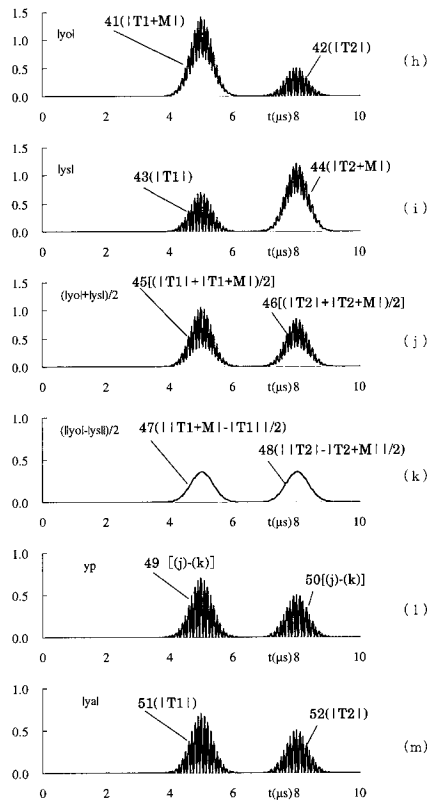 |yo|
1.5
1.0
0.5
0.0
41(|T1+M|)
42(|T2|)
(h)
0 2 4 6 t(μs) 8 10
|ys|
1.5
1.0
0.5
0.0
43(|T1|)
44(|T2+M|)
(i)
0 2 4 6 t(μs) 8 10
(|yo|+|ys|)/2
1.5
1.0
0.5
0.0
45[(|T1|+|T1+M|)/2]
46[(|T2|+|T2+M|)/2]
(j)
0 2 4 6 t(μs) 8 10
(||yo|-|ys||)/2
1.0
0.5
0.0
47(||T1+M|-|T1||/2)
48(||T2|-|T2+M||/2)
(k)
0 2 4 6 t(μs) 8 10
yp
1.0
0.5
0.0
49 [(j)-(k)]
50[(j)-(k)]
(l)
0 2 4 6 t(μs) 8 10
|ya|
1.0
0.5
0.0
51(|T1|)
52(|T2|)
(m)
0 2 4 6 t(μs) 8 10